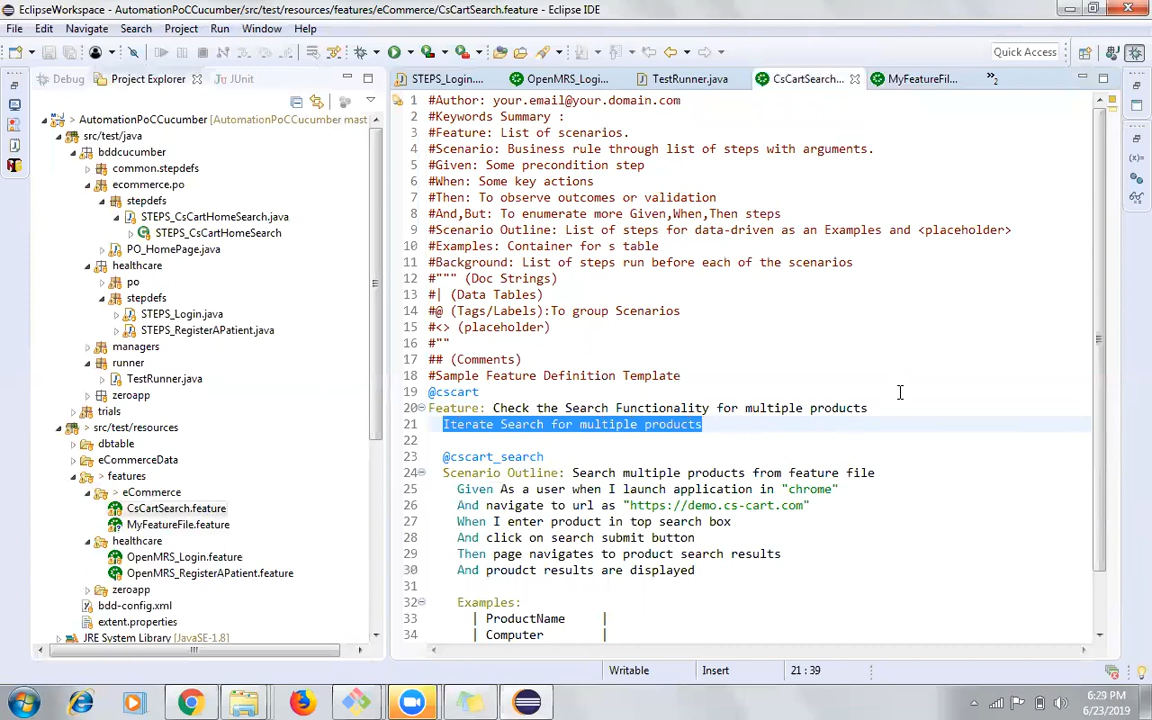 EclipseWorkspace - AutomationPoCCucumber/src/test/resources/features/eCommerce/CsCartSearch.feature - Eclipse IDE
File Edit Navigate Search Project Run Window Help
Quick Access
Debug Project Explorer JUnit
STEPS_Login.... OpenMRS_Logi... TestRunner.java CsCartSearch... MyFeatureFil... »2
AutomationPoCCucumber [AutomationPoCCucumber mast
src/test/java
bddcucumber
common.stepdefs
ecommerce.po
stepdefs
STEPS_CsCartHomeSearch.java
STEPS_CsCartHomeSearch
PO_HomePage.java
healthcare
po
stepdefs
STEPS_Login.java
STEPS_RegisterAPatient.java
managers
runner
TestRunner.java
zeroapp
trials
src/test/resources
dbtable
eCommerceData
features
eCommerce
CsCartSearch.feature
MyFeatureFile.feature
healthcare
OpenMRS_Login.feature
OpenMRS_RegisterAPatient.feature
zeroapp
bdd-config.xml
extent.properties
JRE System Library [JavaSE-1.8]
1 #Author: your.email@your.domain.com
2 #Keywords Summary :
3 #Feature: List of scenarios.
4 #Scenario: Business rule through list of steps with arguments.
5 #Given: Some precondition step
6 #When: Some key actions
7 #Then: To observe outcomes or validation
8 #And,But: To enumerate more Given,When,Then steps
9 #Scenario Outline: List of steps for data-driven as an Examples and <placeholder>
10 #Examples: Container for s table
11 #Background: List of steps run before each of the scenarios
12 #""" (Doc Strings)
13 #| (Data Tables)
14 #@ (Tags/Labels):To group Scenarios
15 #<> (placeholder)
16 #""
17 ## (Comments)
18 #Sample Feature Definition Template
19 @cscart
20 Feature: Check the Search Functionality for multiple products
21 Iterate Search for multiple products
22
23 @cscart_search
24 Scenario Outline: Search multiple products from feature file
25 Given As a user when I launch application in "chrome"
26 And navigate to url as "https://demo.cs-cart.com"
27 When I enter product in top search box
28 And click on search submit button
29 Then page navigates to product search results
30 And proudct results are displayed
31
32 Examples:
33 | ProductName |
34 | Computer |
Writable Insert 21 : 39
6:29 PM
6/23/2019